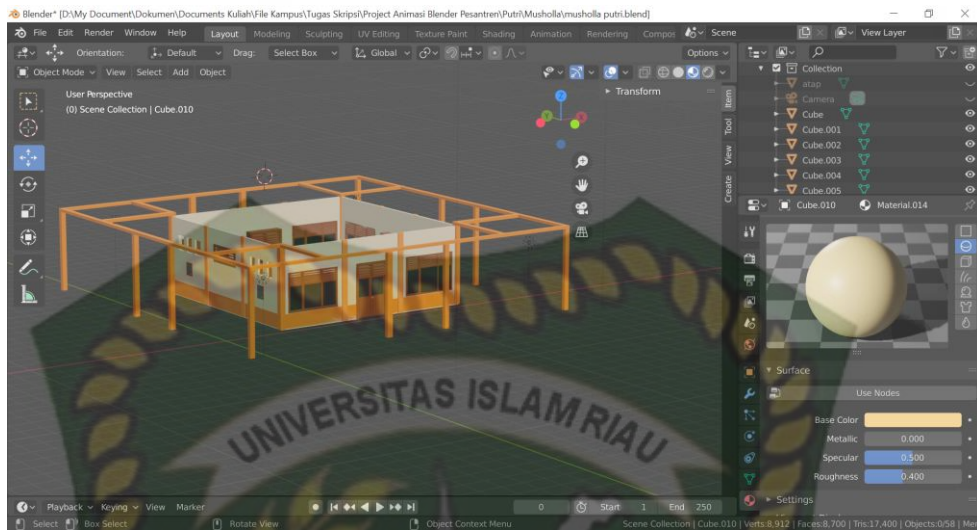 Blender* [D:\My Document\Dokumen\Documents Kuliah\File Kampus\Tugas Skripsi\Project Animasi Blender Pesantren\Putri\Musholla\musholla putri.blend]
File Edit Render Window Help Layout Modeling Sculpting UV Editing Texture Paint Shading Animation Rendering Compos Scene View Layer
Orientation: Default Drag: Select Box Global Options
Object Mode View Select Add Object
User Perspective
(0) Scene Collection | Cube.010
Transform
Item
Tool
View
Create
Collection
atap
Camera
Cube
Cube.001
Cube.002
Cube.003
Cube.004
Cube.005
Cube.010 Material.014
Surface
Use Nodes
Base Color
Metallic 0.000
Specular 0.500
Roughness 0.400
Settings
UNIVERSITAS ISLAM RIAU
Playback Keying View Marker 0 Start 1 End 250
Select Box Select Rotate View Object Context Menu Scene Collection | Cube.010 | Verts:8,912 | Faces:8,700 | Tris:17,400 | Objects:0/58 | Me